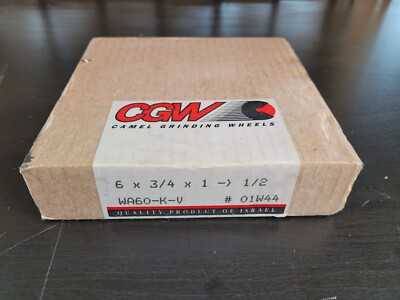 CGW
CAMEL GRINDING WHEELS
6 x 3/4 x 1 -> 1/2
WA60-K-V # 01W44
QUALITY PRODUCT OF ISRAEL